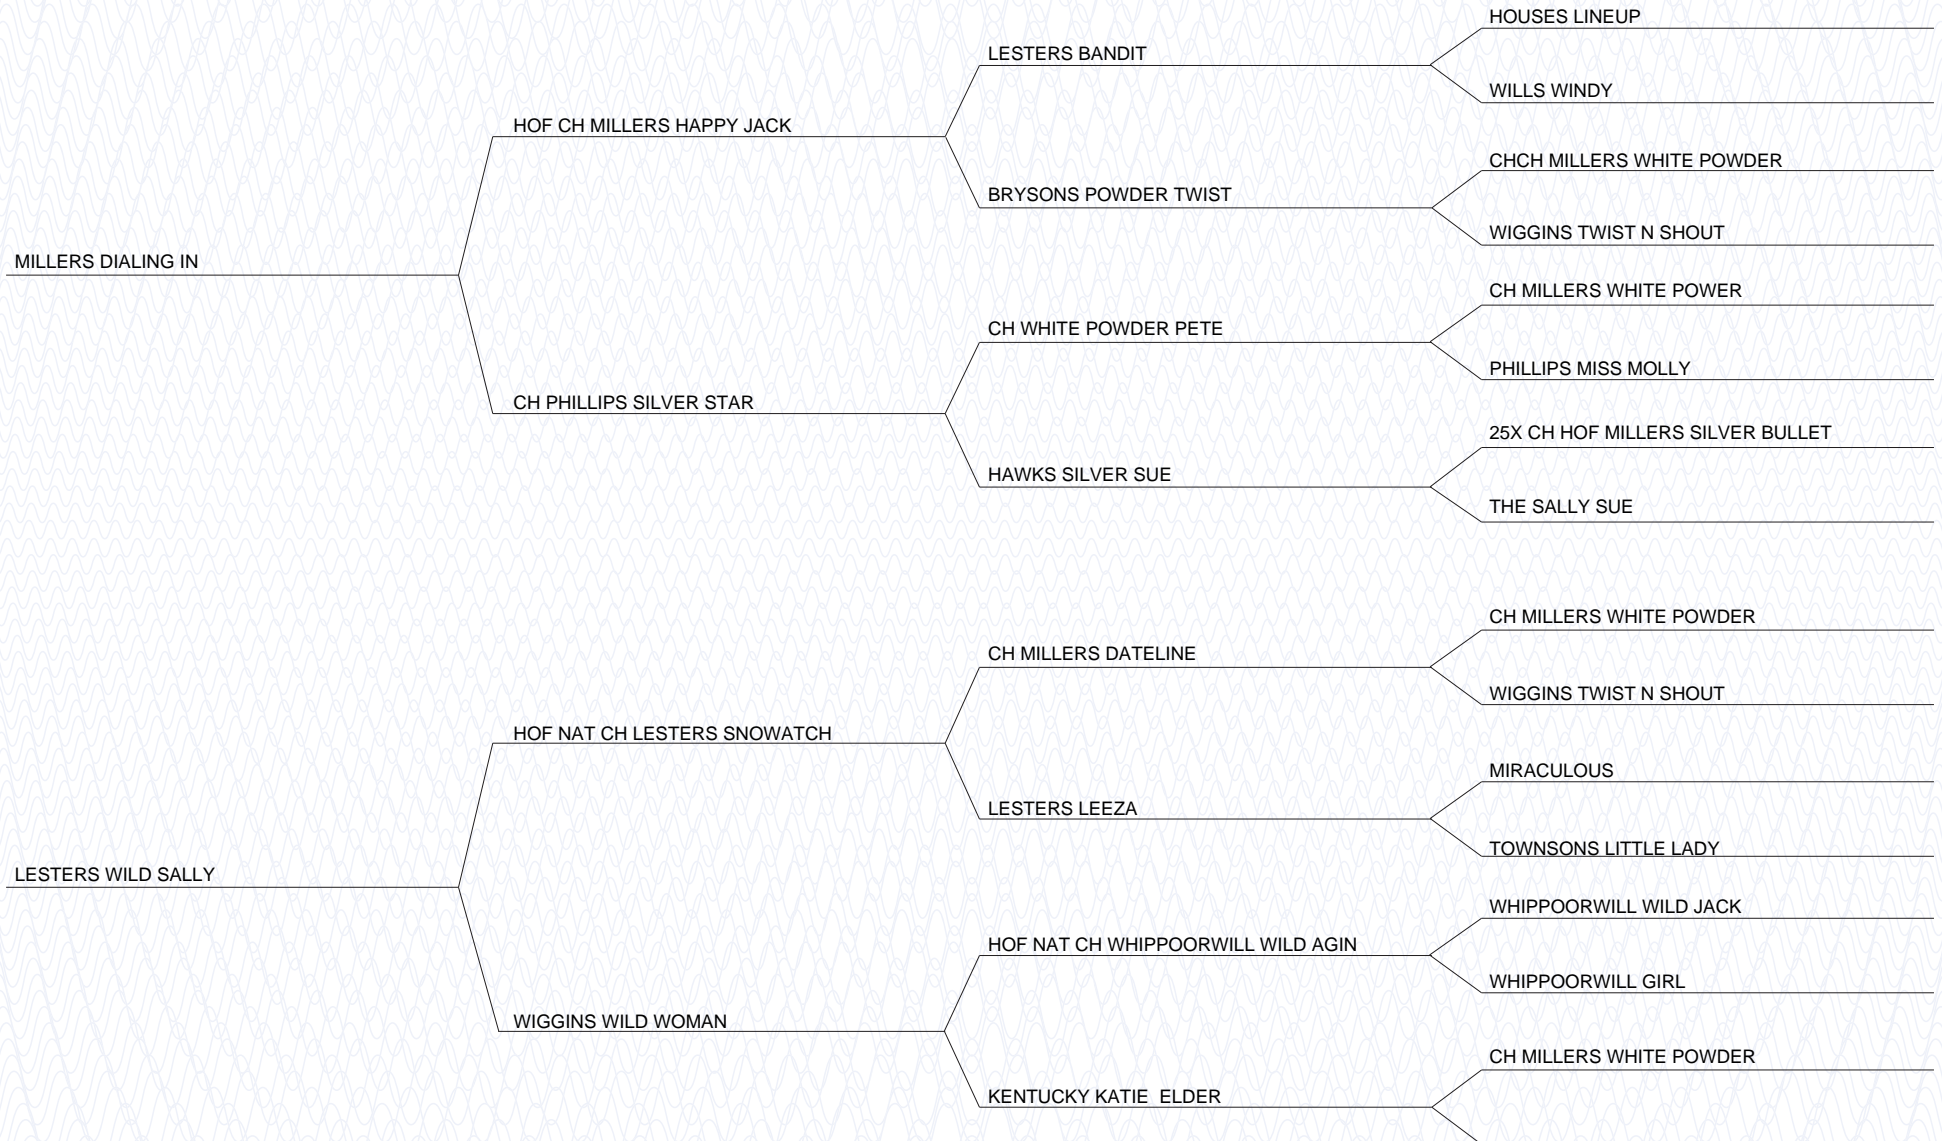 HOUSES LINEUP
LESTERS BANDIT
WILLS WINDY
HOF CH MILLERS HAPPY JACK
CHCH MILLERS WHITE POWDER
BRYSONS POWDER TWIST
WIGGINS TWIST N SHOUT
MILLERS DIALING IN
CH MILLERS WHITE POWER
CH WHITE POWDER PETE
PHILLIPS MISS MOLLY
CH PHILLIPS SILVER STAR
25X CH HOF MILLERS SILVER BULLET
HAWKS SILVER SUE
THE SALLY SUE
CH MILLERS WHITE POWDER
CH MILLERS DATELINE
WIGGINS TWIST N SHOUT
HOF NAT CH LESTERS SNOWATCH
MIRACULOUS
LESTERS LEEZA
TOWNSONS LITTLE LADY
LESTERS WILD SALLY
WHIPPOORWILL WILD JACK
HOF NAT CH WHIPPOORWILL WILD AGIN
WHIPPOORWILL GIRL
WIGGINS WILD WOMAN
CH MILLERS WHITE POWDER
KENTUCKY KATIE  ELDER